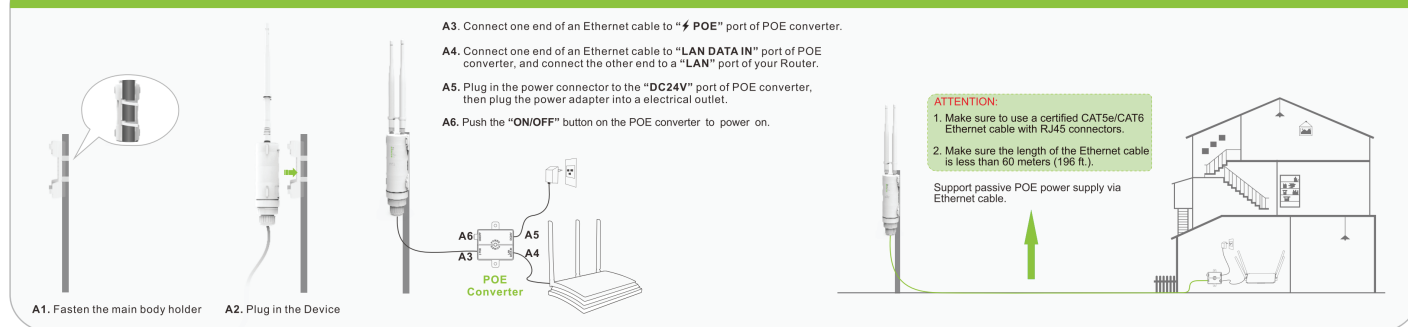 A3. Connect one end of an Ethernet cable to “⚡ POE” port of POE converter.
A4. Connect one end of an Ethernet cable to “LAN DATA IN” port of POE
converter, and connect the other end to a “LAN” port of your Router.
A5. Plug in the power connector to the “DC24V” port of POE converter,
then plug the power adapter into a electrical outlet.
A6. Push the “ON/OFF” button on the POE converter to power on.
A6
A5
A3
A4
POE
Converter
A1. Fasten the main body holder
A2. Plug in the Device
ATTENTION:
1. Make sure to use a certified CAT5e/CAT6
Ethernet cable with RJ45 connectors.
2. Make sure the length of the Ethernet cable
is less than 60 meters (196 ft.).
Support passive POE power supply via
Ethernet cable.